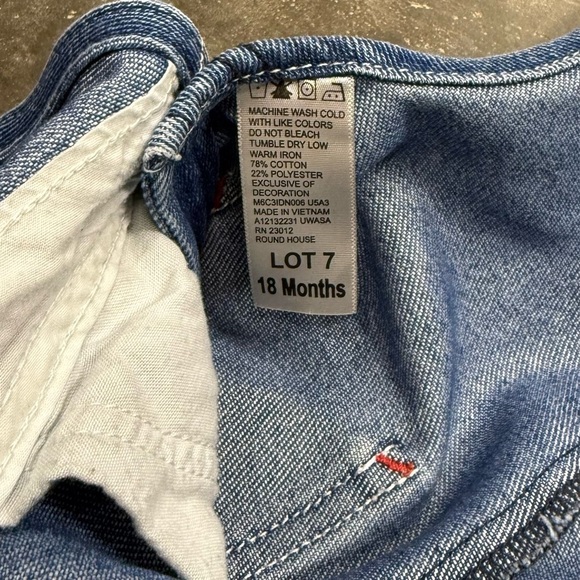 MACHINE WASH COLD
WITH LIKE COLORS
DO NOT BLEACH
TUMBLE DRY LOW
WARM IRON
78% COTTON
22% POLYESTER
EXCLUSIVE OF
DECORATION
M6C3IDN006 U5A3
MADE IN VIETNAM
A12132231 UWASA
RN 23012
ROUND HOUSE
LOT 7
18 Months